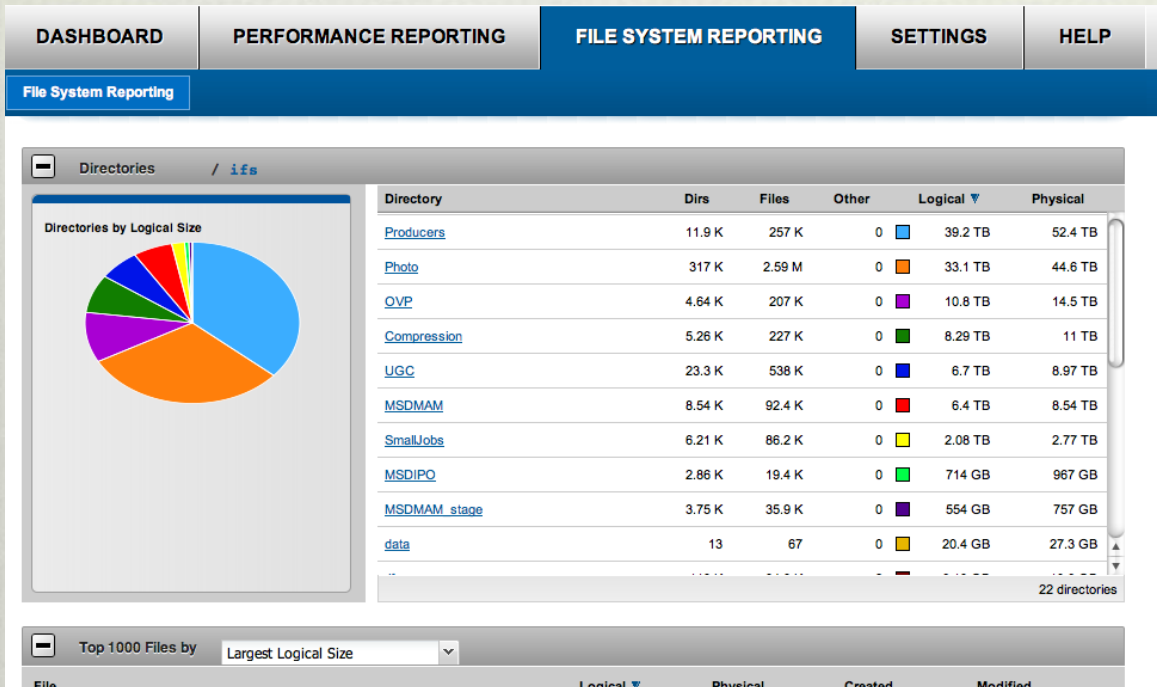 DASHBOARD PERFORMANCE REPORTING FILE SYSTEM REPORTING SETTINGS HELP
File System Reporting
Directories / ifs
Directories by Logical Size
Directory Dirs Files Other Logical Physical
Producers 11.9 K 257 K 0 39.2 TB 52.4 TB
Photo 317 K 2.59 M 0 33.1 TB 44.6 TB
OVP 4.64 K 207 K 0 10.8 TB 14.5 TB
Compression 5.26 K 227 K 0 8.29 TB 11 TB
UGC 23.3 K 538 K 0 6.7 TB 8.97 TB
MSDMAM 8.54 K 92.4 K 0 6.4 TB 8.54 TB
SmallJobs 6.21 K 86.2 K 0 2.08 TB 2.77 TB
MSDIPO 2.86 K 19.4 K 0 714 GB 967 GB
MSDMAM_stage 3.75 K 35.9 K 0 554 GB 757 GB
data 13 67 0 20.4 GB 27.3 GB
22 directories
Top 1000 Files by Largest Logical Size
File Logical Physical Created Modified